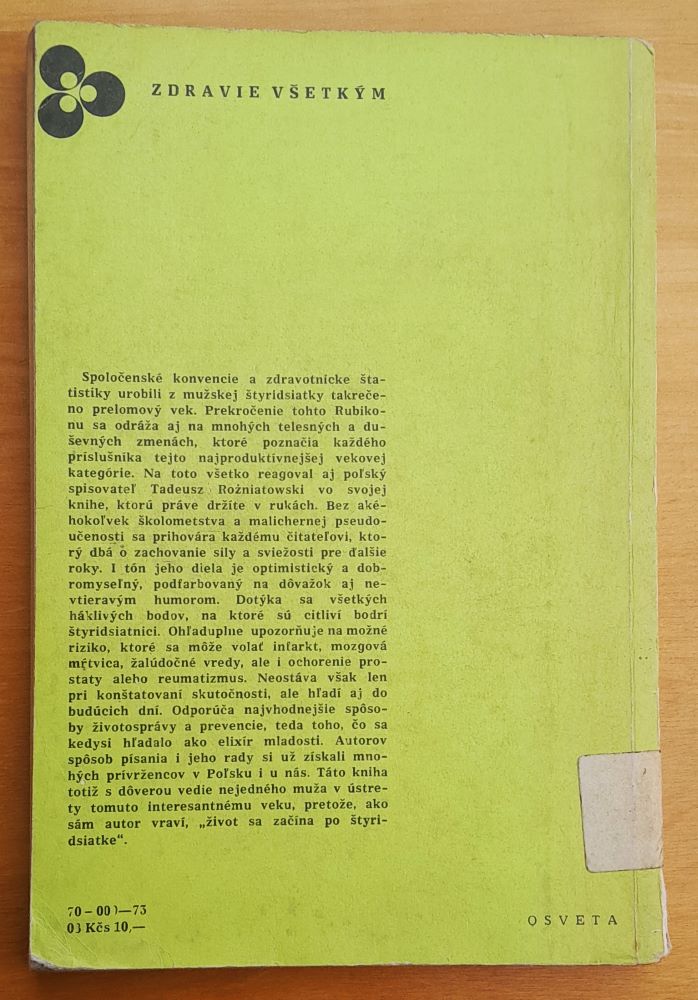 ZDRAVIE VŠETKÝM
Spoločenské konvencie a zdravotnícke šta-
tistiky urobili z mužskej štyridsiatky takreče-
no prelomový vek. Prekročenie tohto Rubiko-
nu sa odráža aj na mnohých telesných a du-
ševných zmenách, ktoré poznačia každého
príslušníka tejto najproduktívnejšej vekovej
kategórie. Na toto všetko reagoval aj poľský
spisovateľ Tadeusz Rożniatowski vo svojej
knihe, ktorú práve držíte v rukách. Bez aké-
hokoľvek školometstva a malichernej pseudo-
učenosti sa prihovára každému čitateľovi, kto-
rý dbá o zachovanie sily a sviežosti pre ďalšie
roky. I tón jeho diela je optimistický a dob-
romyseľný, podfarbovaný na dôvažok aj ne-
vtieravým humorom. Dotýka sa všetkých
háklivých bodov, na ktoré sú citliví bodrí
štyridsiatnici. Ohľaduplne upozorňuje na možné
riziko, ktoré sa môže volať infarkt, mozgová
mŕtvica, žalúdočné vredy, ale i ochorenie pro-
staty alebo reumatizmus. Neostáva však len
pri konštatovaní skutočnosti, ale hľadí aj do
budúcich dní. Odporúča najvhodnejšie spôso-
by životosprávy a prevencie, teda toho, čo sa
kedysi hľadalo ako elixír mladosti. Autorov
spôsob písania i jeho rady si už získali mno-
hých prívržencov v Poľsku i u nás. Táto kniha
totiž s dôverou vedie nejedného muža v ústre-
ty tomuto interesantnému veku, pretože, ako
sám autor vraví, „život sa začína po štyri-
dsiatke“.
70–00 –73
03 Kčs 10,—
OSVETA